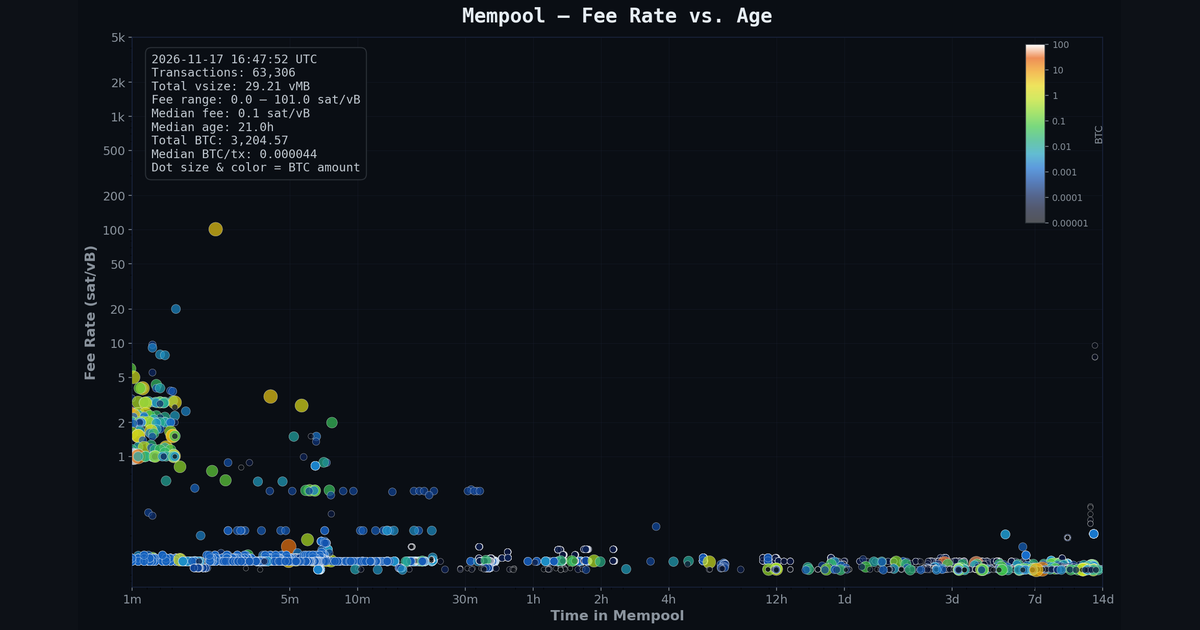 Mempool — Fee Rate vs. Age
2026-11-17 16:47:52 UTC
Transactions: 63,306
Total vsize: 29.21 vMB
Fee range: 0.0 – 101.0 sat/vB
Median fee: 0.1 sat/vB
Median age: 21.0h
Total BTC: 3,204.57
Median BTC/tx: 0.000044
Dot size & color = BTC amount
5k
2k
1k
500
200
100
50
20
10
5
2
1
Fee Rate (sat/vB)
100
10
1
0.1
0.01
0.001
0.0001
0.00001
BTC
1m
5m
10m
30m
1h
2h
4h
12h
1d
3d
7d
14d
Time in Mempool